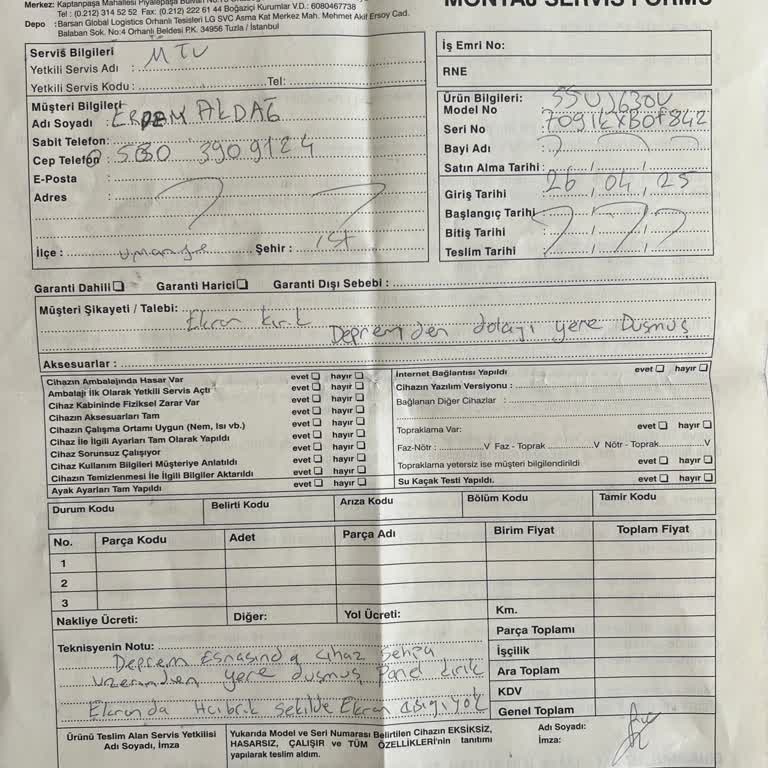 MONTAJ SERVİS FORMU
Merkez: Kaptanpaşa Mahallesi Piyalepaşa Bulvarı
Tel : (0.212) 314 52 52 Fax: (0.212) 222 61 44 Boğaziçi Kurumlar V.D.: 6080467738
Depo : Barsan Global Logistics Orhanlı Tesisleri LG SVC Asma Kat Merkez Mah. Mehmet Akif Ersoy Cad.
Balaban Sok. No:4 Orhanlı Beldesi P.K. 34956 Tuzla / İstanbul
Servis Bilgileri
Yetkili Servis Adı : MTV
Yetkili Servis Kodu : Tel:
İş Emri No:
RNE
Müşteri Bilgileri
Adı Soyadı : ERDEM AKDAĞ
Sabit Telefon:
Cep Telefon : 530 3909124
E-Posta
Adres
İlçe : Şehir : İST
Ürün Bilgileri:
Model No 55UJ630V
Seri No
Bayi Adı
Satın Alma Tarihi :
Giriş Tarihi 26 / 04 / 25
Başlangıç Tarihi
Bitiş Tarihi
Teslim Tarihi
Garanti Dahili Garanti Harici Garanti Dışı Sebebi :
Müşteri Şikayeti / Talebi: Ekran kırık
Depremden dolayı yere Düşmüş
Aksesuarlar :
Cihazın Ambalajında Hasar Var evet hayır
Ambalajı İlk Olarak Yetkili Servis Açtı evet hayır
Cihaz Kabininde Fiziksel Zarar Var evet hayır
Cihazın Aksesuarları Tam evet hayır
Cihazın Çalışma Ortamı Uygun (Nem, Isı vb.) evet hayır
Cihaz İle İlgili Ayarları Tam Olarak Yapıldı evet hayır
Cihaz Sorunsuz Çalışıyor evet hayır
Cihaz Kullanım Bilgileri Müşteriye Anlatıldı evet hayır
Cihazın Temizlenmesi İle İlgili Bilgiler Aktarıldı evet hayır
Ayak Ayarları Tam Yapıldı evet hayır
İnternet Bağlantısı Yapıldı evet hayır
Cihazın Yazılım Versiyonu :
Bağlanan Diğer Cihazlar :
Topraklama Var: evet hayır
Faz-Nötr : V Faz - Toprak V Nötr - Toprak V
Topraklama yetersiz ise müşteri bilgilendirildi evet hayır
Su Kaçak Testi Yapıldı. evet hayır
Durum Kodu Belirti Kodu Arıza Kodu Bölüm Kodu Tamir Kodu
No. Parça Kodu Adet Parça Adı Birim Fiyat Toplam Fiyat
1
2
3
Nakliye Ücreti: Diğer: Yol Ücreti: Km.
Parça Toplamı
İşçilik
Ara Toplam
KDV
Genel Toplam
Teknisyenin Notu:
Deprem Esnasında cihaz Sehpa
üzerinden yere düşmüş Panel kırık
Ekranda Hcibrik Sekilde Ekran
Ürünü Teslim Alan Servis Yetkilisi
Adı Soyadı, İmza
Yukarıda Model ve Seri Numarası Belirtilen Cihazın EKSİKSİZ,
HASARSIZ, ÇALIŞIR ve TÜM ÖZELLİKLERİ'nin tanıtımı
yapılarak teslim aldım.
Adı Soyadı:
İmza: